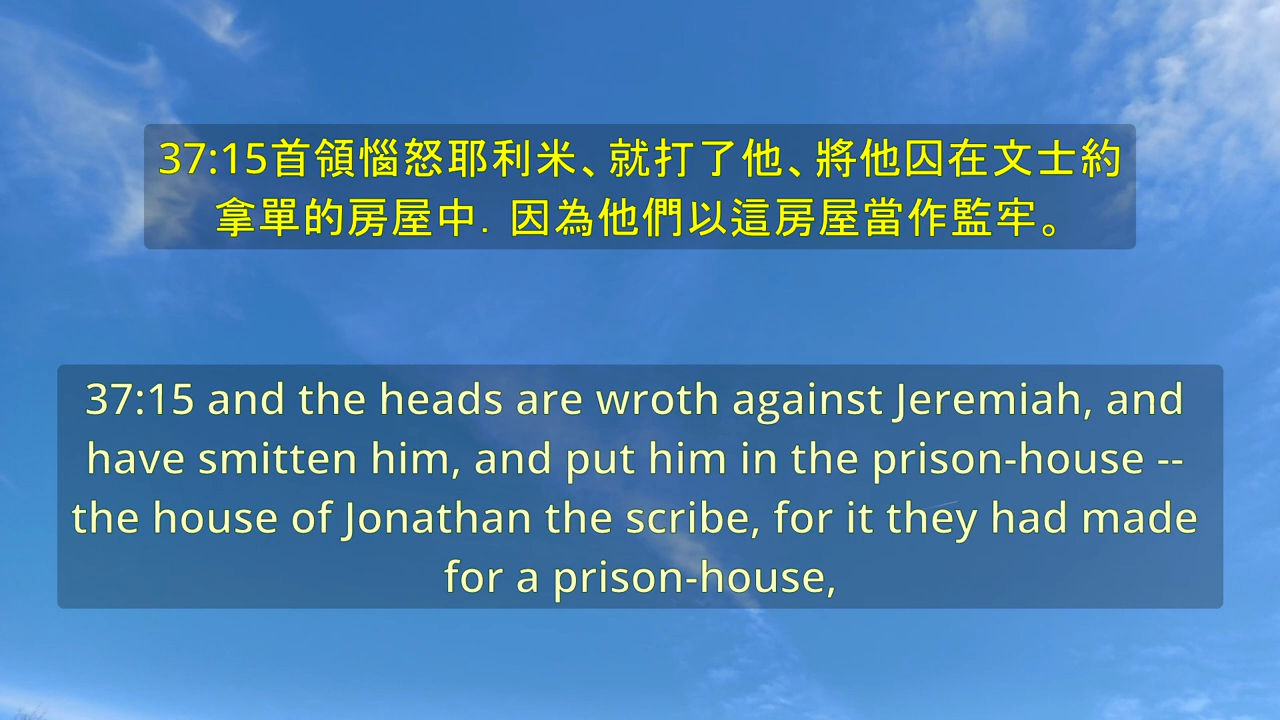 37:15首領惱怒耶利米、就打了他、將他囚在文士約
拿單的房屋中．因為他們以這房屋當作監牢。
37:15 and the heads are wroth against Jeremiah, and
have smitten him, and put him in the prison-house --
the house of Jonathan the scribe, for it they had made
for a prison-house,